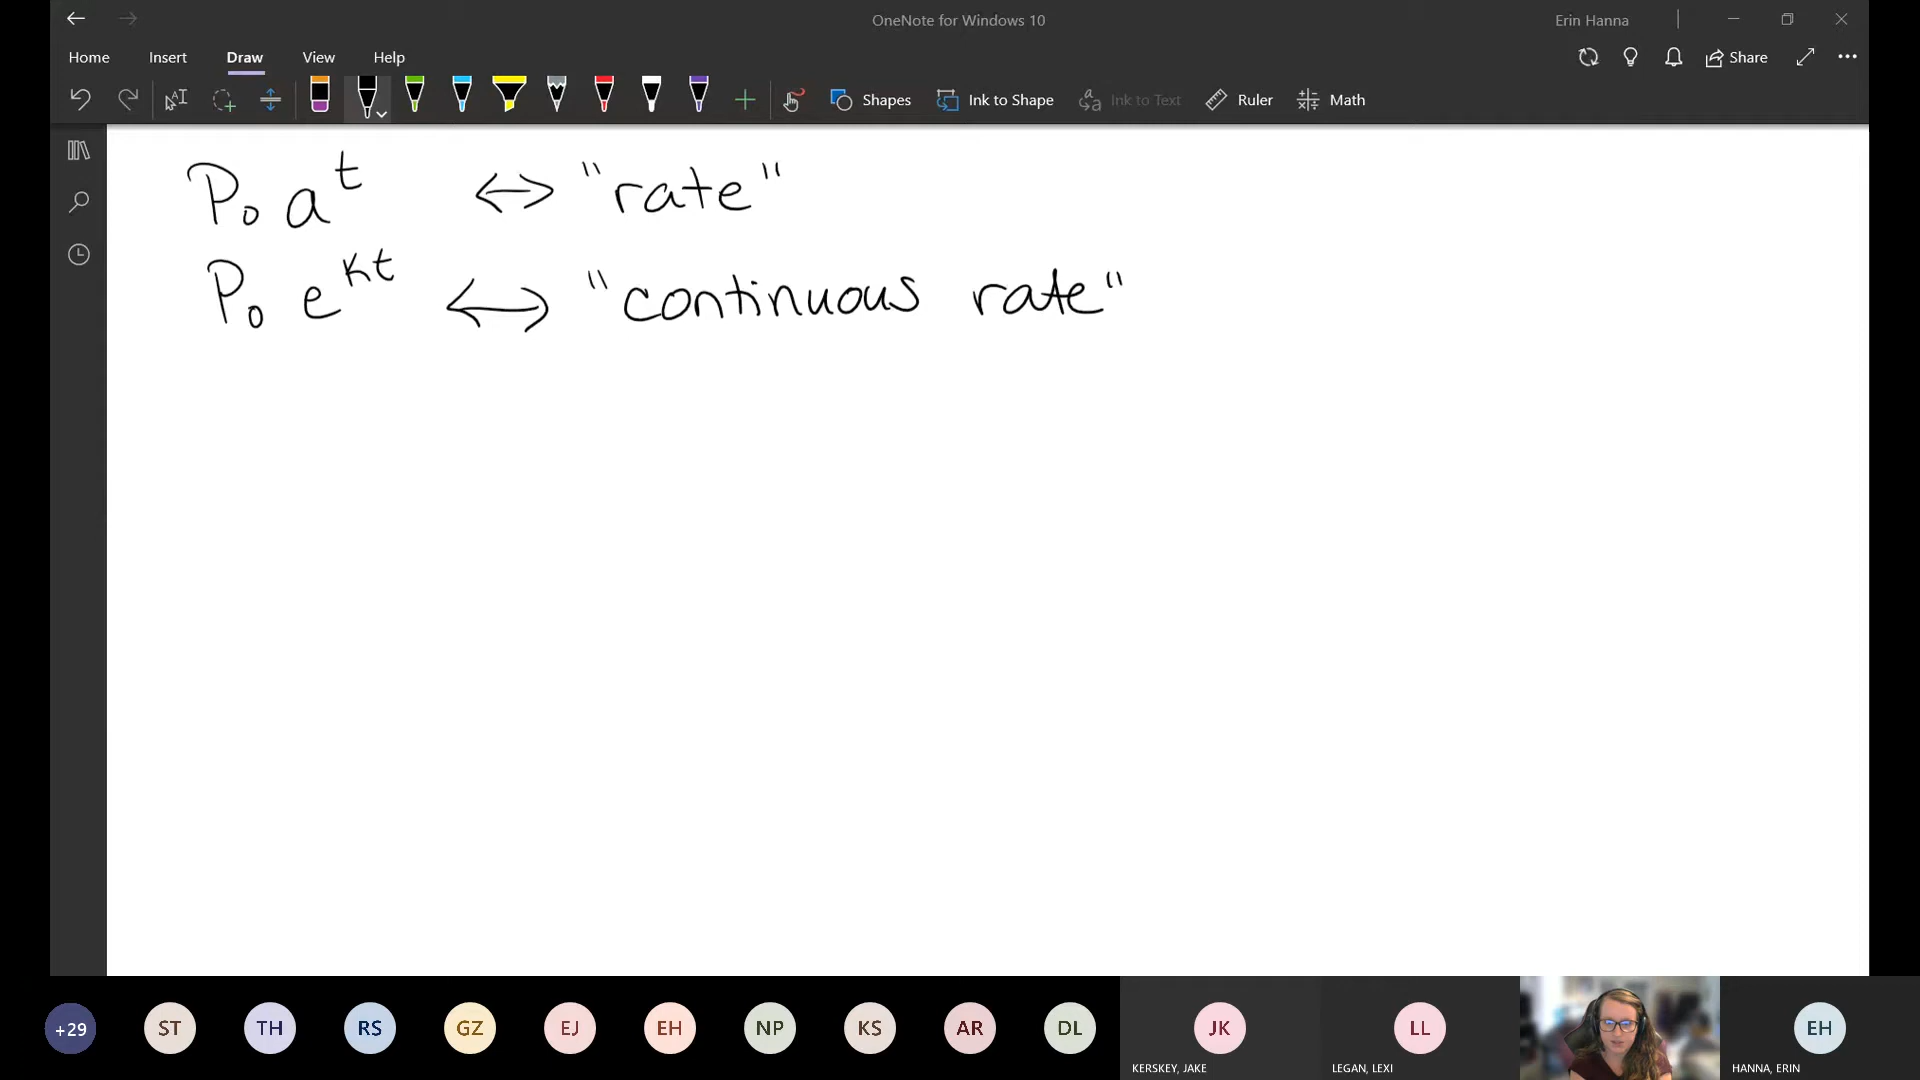 OneNote for Windows 10
Erin Hanna
Home Insert Draw View Help
Share
Shapes Ink to Shape Ink to Text Ruler Math
P₀ aᵗ ↔ "rate"
P₀ eᵏᵗ ↔ "continuous rate"
+29 ST TH RS GZ EJ EH NP KS AR DL JK LL EH
KERSKEY, JAKE LEGAN, LEXI HANNA, ERIN